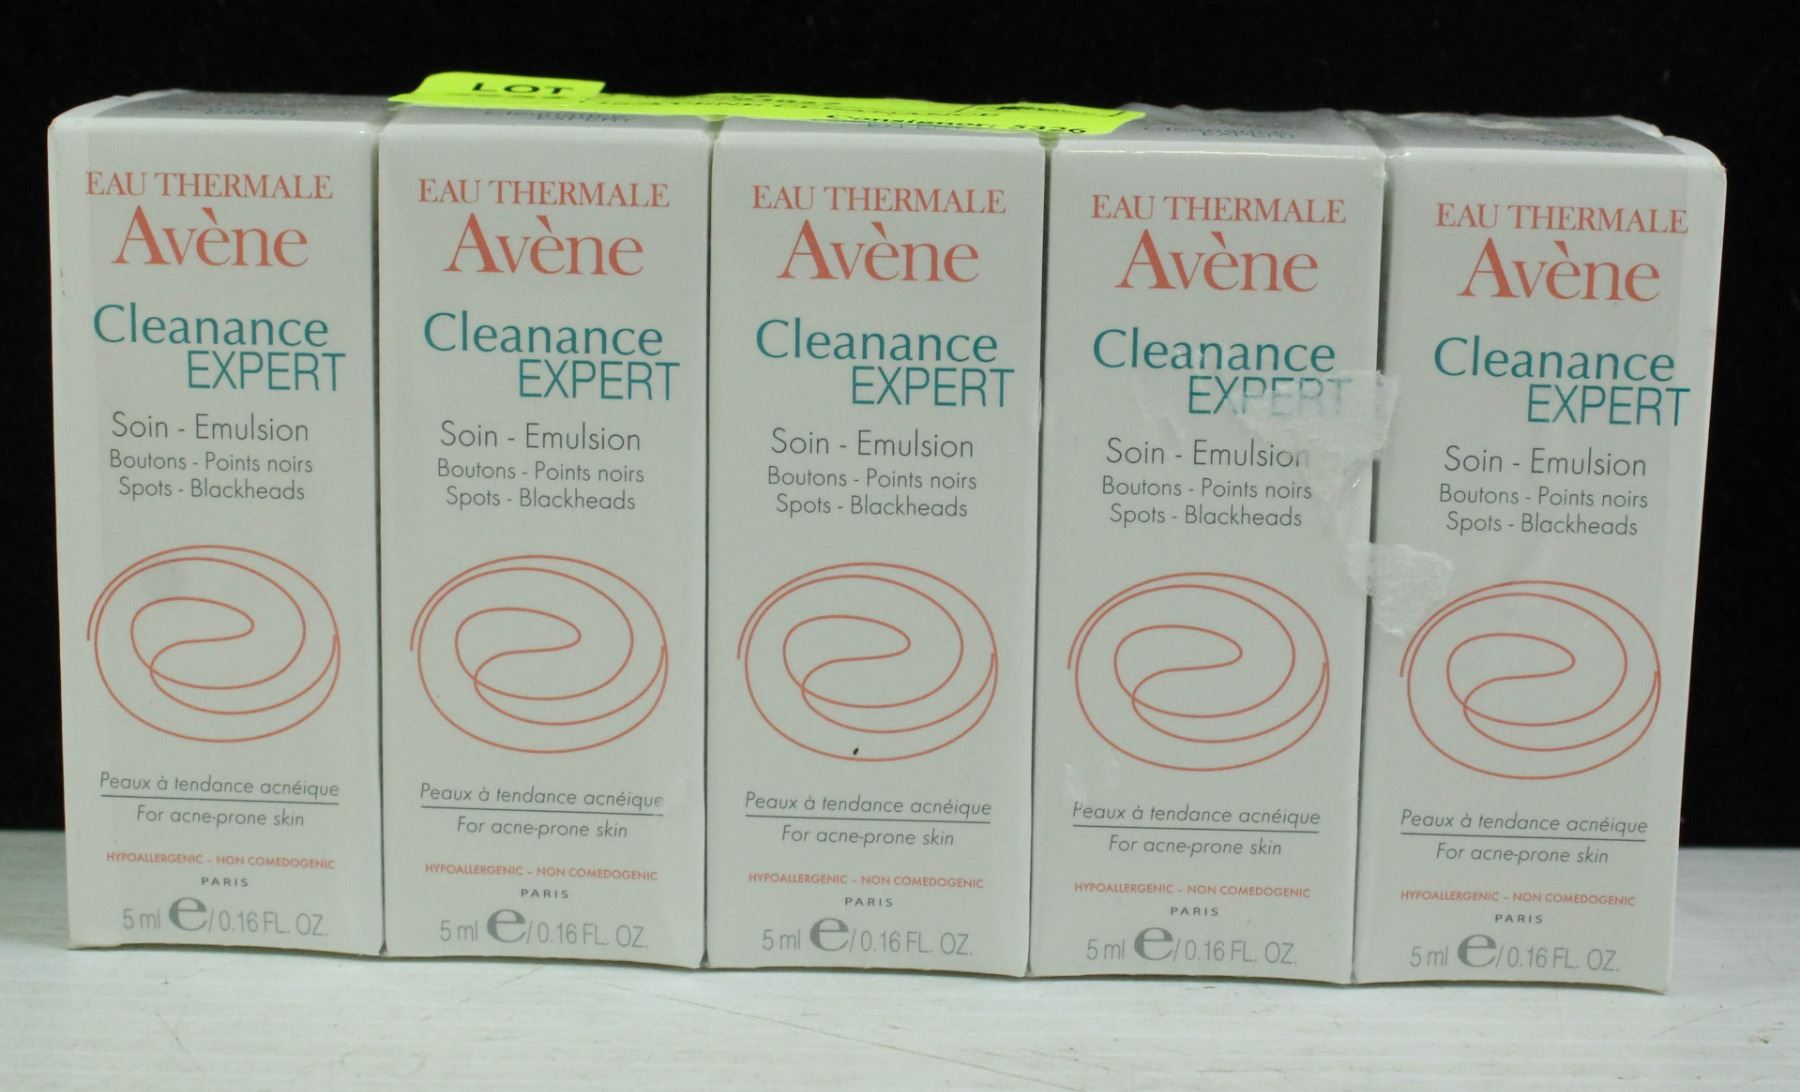 LOT
Consignor: 5326
EAU THERMALE
Avène
Cleanance
EXPERT
Soin - Emulsion
Boutons - Points noirs
Spots - Blackheads
Peaux à tendance acnéique
For acne-prone skin
HYPOALLERGENIC - NON COMEDOGENIC
PARIS
5 ml e/0.16 FL. OZ.
EAU THERMALE
Avène
Cleanance
EXPERT
Soin - Emulsion
Boutons - Points noirs
Spots - Blackheads
Peaux à tendance acnéique
For acne-prone skin
HYPOALLERGENIC - NON COMEDOGENIC
PARIS
5 ml e/0.16 FL. OZ.
EAU THERMALE
Avène
Cleanance
EXPERT
Soin - Emulsion
Boutons - Points noirs
Spots - Blackheads
Peaux à tendance acnéique
For acne-prone skin
HYPOALLERGENIC - NON COMEDOGENIC
PARIS
5 ml e/0.16 FL. OZ.
EAU THERMALE
Avène
Cleanance
EXPERT
Soin - Emulsion
Boutons - Points noirs
Spots - Blackheads
Peaux à tendance acnéique
For acne-prone skin
HYPOALLERGENIC - NON COMEDOGENIC
PARIS
5 ml e/0.16 FL. OZ.
EAU THERMALE
Avène
Cleanance
EXPERT
Soin - Emulsion
Boutons - Points noirs
Spots - Blackheads
Peaux à tendance acnéique
For acne-prone skin
HYPOALLERGENIC - NON COMEDOGENIC
PARIS
5 ml e/0.16 FL. OZ.